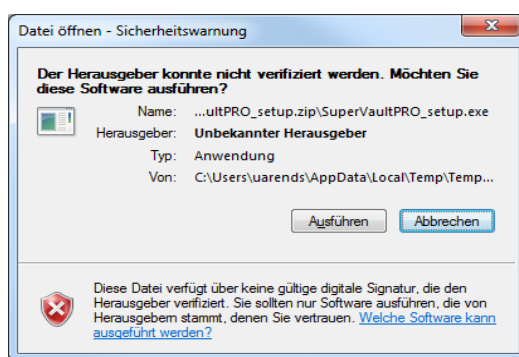 Datei öffnen - Sicherheitswarnung
Der Herausgeber konnte nicht verifiziert werden. Möchten Sie
diese Software ausführen?
Name: ...ultPRO_setup.zip\SuperVaultPRO_setup.exe
Herausgeber: Unbekannter Herausgeber
Typ: Anwendung
Von: C:\Users\uarends\AppData\Local\Temp\Temp...
Ausführen Abbrechen
Diese Datei verfügt über keine gültige digitale Signatur, die den
Herausgeber verifiziert. Sie sollten nur Software ausführen, die von
Herausgebern stammt, denen Sie vertrauen. Welche Software kann
ausgeführt werden?